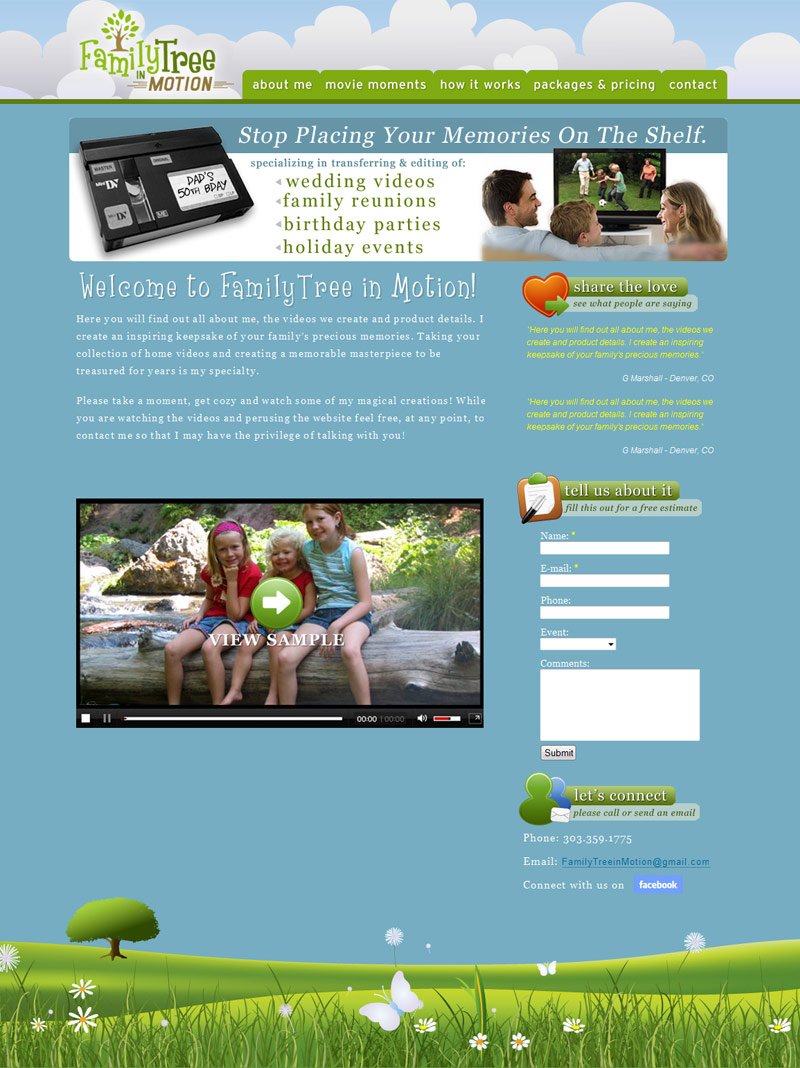 FamilyTree
IN
MOTION
about me
movie moments
how it works
packages & pricing
contact
Stop Placing Your Memories On The Shelf.
MASTER
ORIGINAL
Mini DV
DV
DAD'S
50TH BDAY
specializing in transferring & editing of:
wedding videos
family reunions
birthday parties
holiday events
Welcome to FamilyTree in Motion!
Here you will find out all about me, the videos we create and product details. I
create an inspiring keepsake of your family's precious memories. Taking your
collection of home videos and creating a memorable masterpiece to be
treasured for years is my specialty.
Please take a moment, get cozy and watch some of my magical creations! While
you are watching the videos and perusing the website feel free, at any point, to
contact me so that I may have the privilege of talking with you!
VIEW SAMPLE
00:00 | 00:00
share the love
see what people are saying
"Here you will find out all about me, the videos we
create and product details. I create an inspiring
keepsake of your family's precious memories."
G Marshall - Denver, CO
"Here you will find out all about me, the videos we
create and product details. I create an inspiring
keepsake of your family's precious memories."
G Marshall - Denver, CO
tell us about it
fill this out for a free estimate
Name: *
E-mail: *
Phone:
Event:
Comments:
Submit
let's connect
please call or send an email
Phone: 303.359.1775
Email: FamilyTreeinMotion@gmail.com
Connect with us on facebook